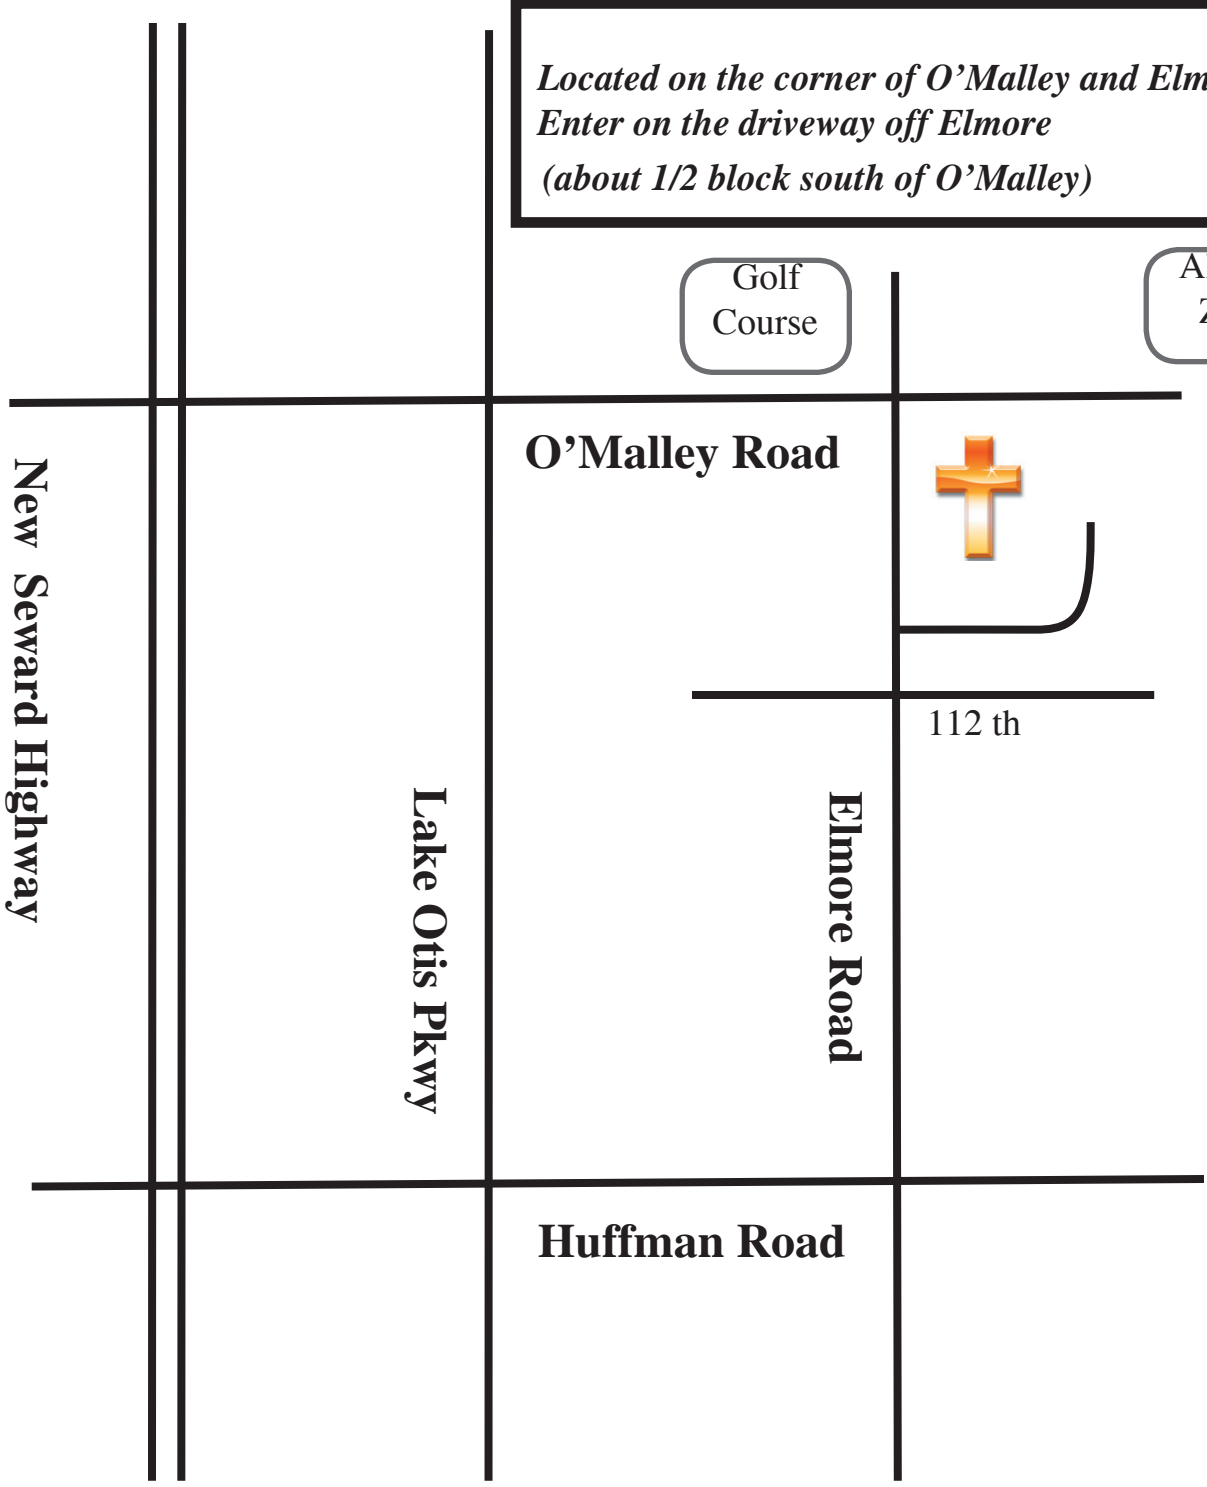 Located on the corner of O’Malley and
Enter on the driveway off Elmore
(about 1/2 block south of O’Malley)
Golf
Course
O’Malley Road
New Seward Highway
112 th
Lake Otis Pkwy
Elmore Road
Huffman Road